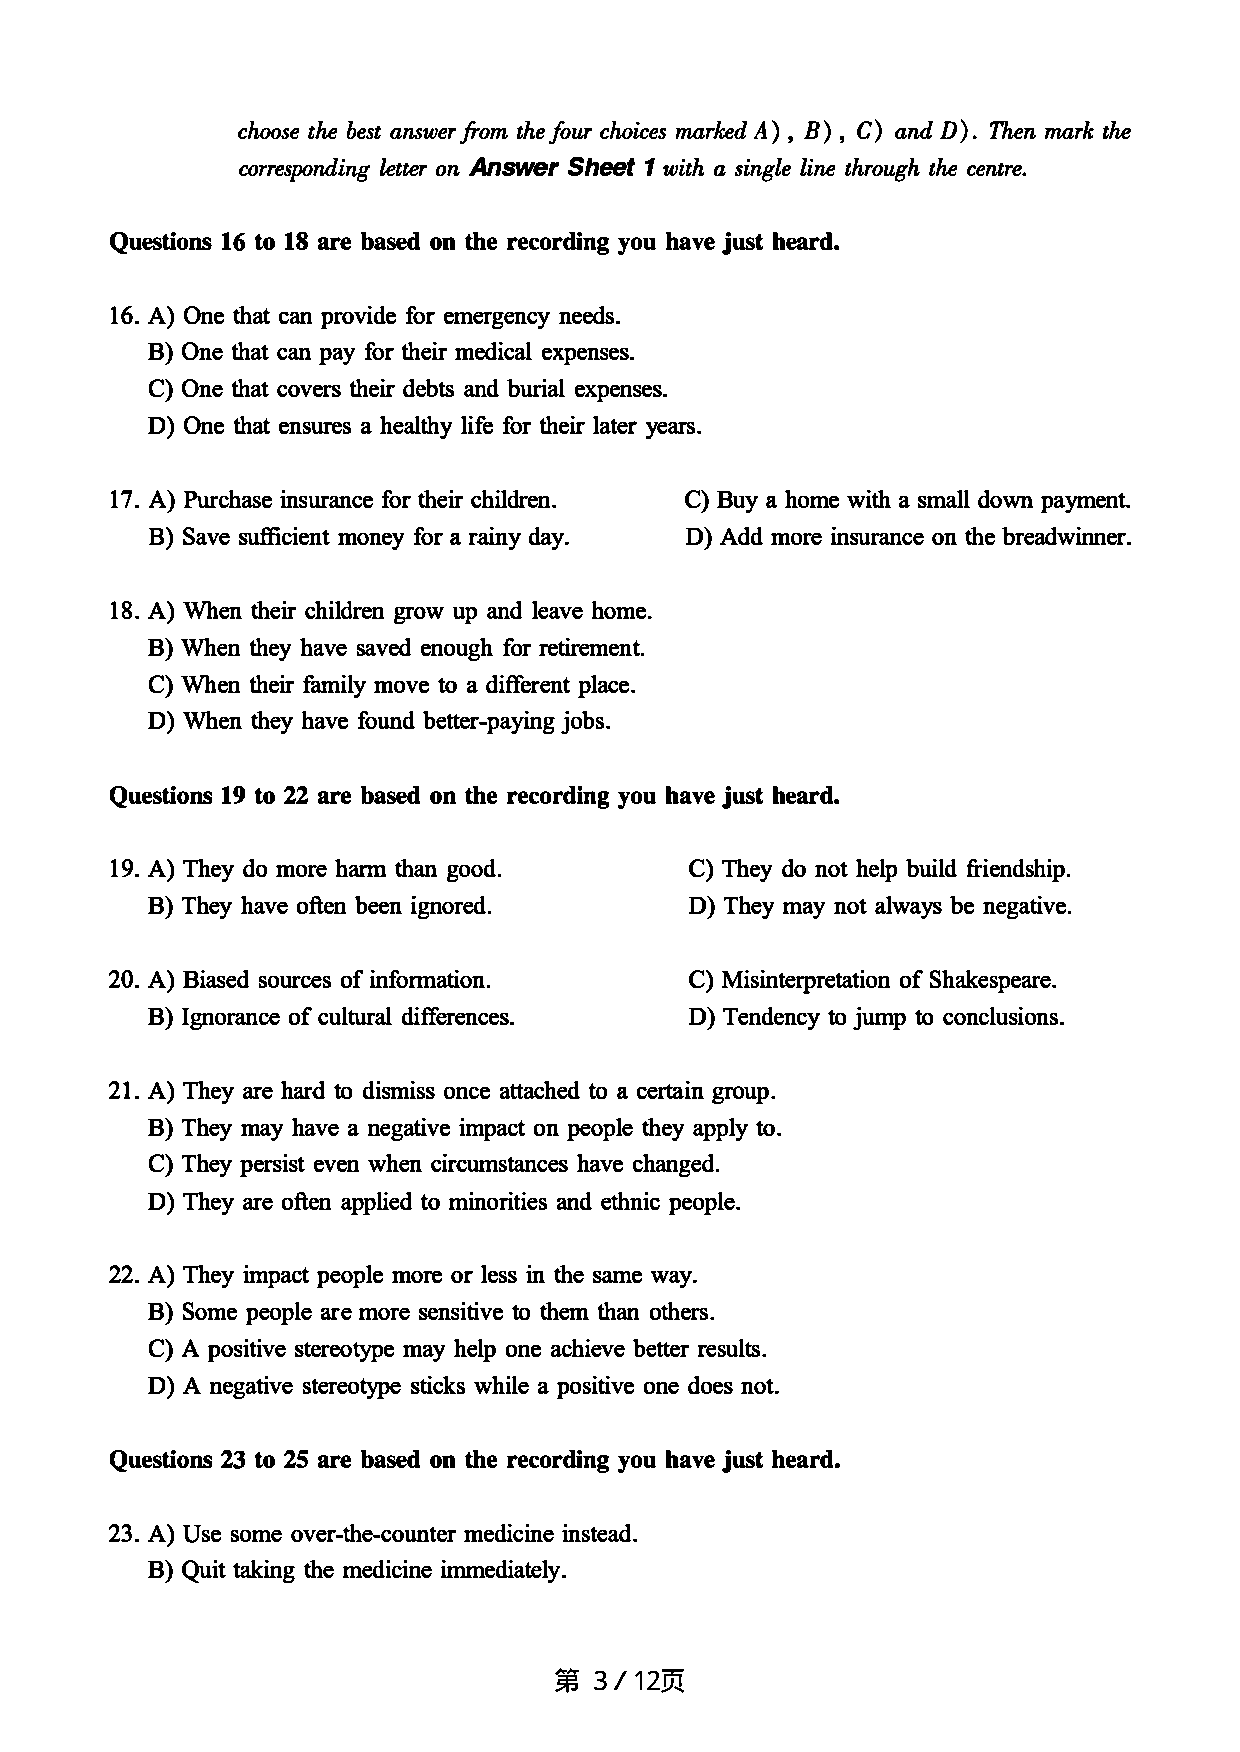 choose the best answer from the four choices marked A), B), C) and D). Then mark the
corresponding letter on Answer Sheet 1 with a single line through the centre.
Questions 16 to 18 are based on the recording you have just heard.
16. A) One that can provide for emergency needs.
B) One that can pay for their medical expenses.
C) One that covers their debts and burial expenses.
D) One that ensures a healthy life for their later years.
17. A) Purchase insurance for their children. C) Buy a home with a small down payment.
B) Save sufficient money for a rainy day. D) Add more insurance on the breadwinner.
18. A) When their children grow up and leave home.
B) When they have saved enough for retirement.
C) When their family move to a different place.
D) When they have found better-paying jobs.
Questions 19 to 22 are based on the recording you have just heard.
19. A) They do more harm than good. C) They do not help build friendship.
B) They have often been ignored. D) They may not always be negative.
20. A) Biased sources of information. C) Misinterpretation of Shakespeare.
B) Ignorance of cultural differences. D) Tendency to jump to conclusions.
21. A) They are hard to dismiss once attached to a certain group.
B) They may have a negative impact on people they apply to.
C) They persist even when circumstances have changed.
D) They are often applied to minorities and ethnic people.
22. A) They impact people more or less in the same way.
B) Some people are more sensitive to them than others.
C) A positive stereotype may help one achieve better results.
D) A negative stereotype sticks while a positive one does not.
Questions 23 to 25 are based on the recording you have just heard.
23. A) Use some over-the-counter medicine instead.
B) Quit taking the medicine immediately.
第 3 / 12页